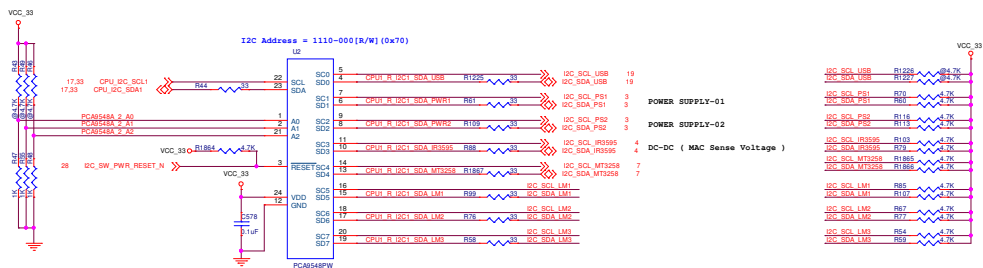 VCC_33
I2C Address = 1110-000[R/W](0x70)
VCC_33
U2
R43
R49
R46
@4.7K
17,33 CPU_I2C_SCL1
17,33 CPU_I2C_SDA1
R44 33
22 SCL
23 SDA
PCA9548A_2_A0 1 A0
PCA9548A_2_A1 2 A1
PCA9548A_2_A2 21 A2
R1864 4.7K
VCC_33
28 I2C_SW_PWR_RESET_N 3 RESET
VCC_33
24 VDD
12 GND
C578
0.1uF
R47
R48
1K
1K
PCA9548PW
SC0 5 I2C_SCL_USB 19
SD0 4 CPU1_R_I2C1_SDA_USB R1225 33 I2C_SDA_USB 19
SC1 7 I2C_SCL_PS1 3
SD1 6 CPU1_R_I2C1_SDA_PWR1 R61 33 I2C_SDA_PS1 3
POWER SUPPLY-01
SC2 9 I2C_SCL_PS2 3
SD2 8 CPU1_R_I2C1_SDA_PWR2 R109 33 I2C_SDA_PS2 3
POWER SUPPLY-02
SC3 11 I2C_SCL_IR3595 4
SD3 10 CPU1_R_I2C1_SDA_IR3595 R88 33 I2C_SDA_IR3595 4
DC-DC ( MAC Sense Voltage )
SC4 14 I2C_SCL_MT3258 7
SD4 13 CPU1_R_I2C1_SDA_MT3258 R1867 33 I2C_SDA_MT3258 7
SC5 16 I2C_SCL_LM1
SD5 15 CPU1_R_I2C1_SDA_LM1 R99 33 I2C_SDA_LM1
SC6 18 I2C_SCL_LM2
SD6 17 CPU1_R_I2C1_SDA_LM2 R76 33 I2C_SDA_LM2
SC7 20 I2C_SCL_LM3
SD7 19 CPU1_R_I2C1_SDA_LM3 R58 33 I2C_SDA_LM3
I2C_SCL_USB R1226 @4.7K
I2C_SDA_USB R1227 @4.7K
I2C_SCL_PS1 R70 4.7K
I2C_SDA_PS1 R60 4.7K
I2C_SCL_PS2 R116 4.7K
I2C_SDA_PS2 R113 4.7K
I2C_SCL_IR3595 R103 4.7K
I2C_SDA_IR3595 R79 4.7K
I2C_SCL_MT3258 R1865 4.7K
I2C_SDA_MT3258 R1866 4.7K
I2C_SCL_LM1 R85 4.7K
I2C_SDA_LM1 R107 4.7K
I2C_SCL_LM2 R67 4.7K
I2C_SDA_LM2 R77 4.7K
I2C_SCL_LM3 R54 4.7K
I2C_SDA_LM3 R59 4.7K